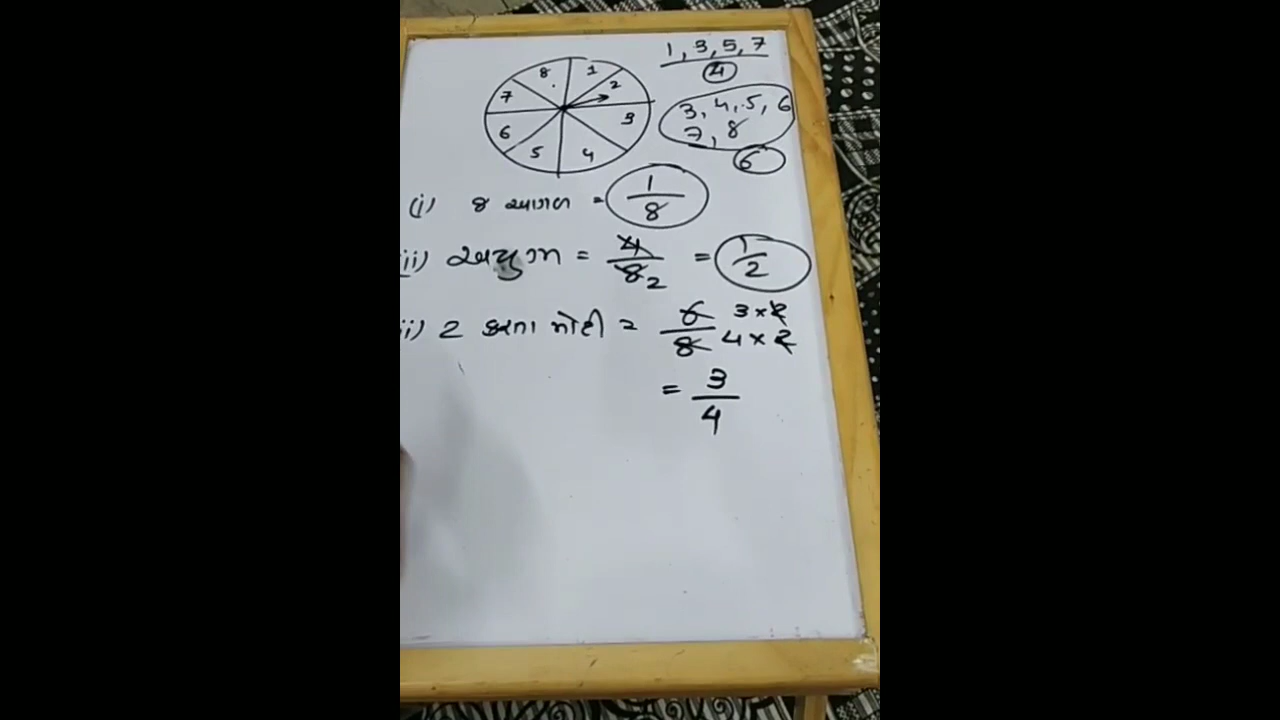 8 1
7 2
6 3
5 4
1, 3, 5, 7
4
3, 4, 5, 6
7, 8
6
(i) 8 આગળ = 1/8
(ii) અયુગ્મ = 4/8 2 = 1/2
ii) 2 કરતા મોટી = 6/8 3×2/4×2
= 3/4